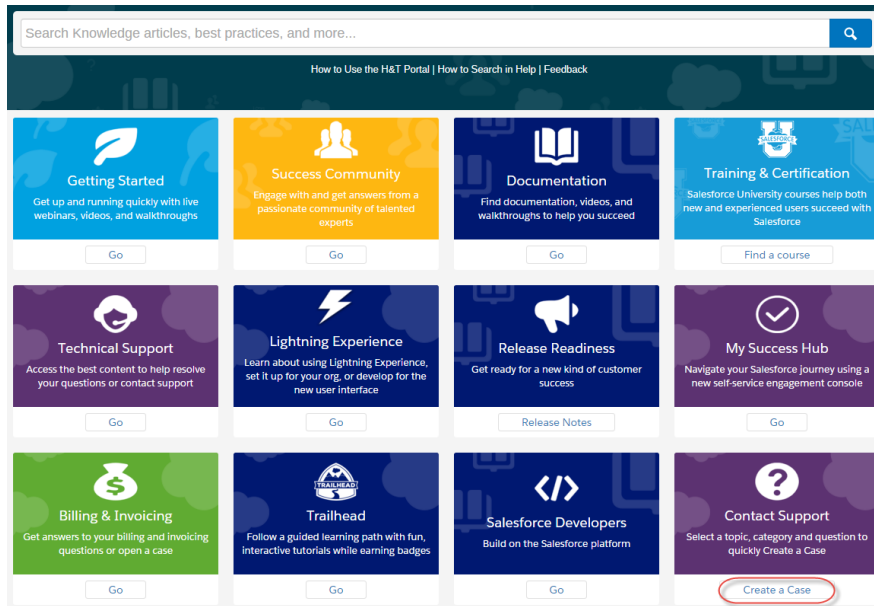 Search Knowledge articles, best practices, and more...
How to Use the H&T Portal | How to Search in Help | Feedback
Getting Started
Get up and running quickly with live
webinars, videos, and walkthroughs
Go
Success Community
Engage with and get answers from a
passionate community of talented
experts
Go
Documentation
Find documentation, videos, and
walkthroughs to help you succeed
Go
SALESFORCE
SAL
Training & Certification
Salesforce University courses help both
new and experienced users succeed with
Salesforce
Find a course
Technical Support
Access the best content to help resolve
your questions or contact support
Go
Lightning Experience
Learn about using Lightning Experience,
set it up for your org, or develop for the
new user interface
Go
Release Readiness
Get ready for a new kind of customer
success
Release Notes
My Success Hub
Navigate your Salesforce journey using a
new self-service engagement console
Go
Billing & Invoicing
Get answers to your billing and invoicing
questions or open a case
Go
TRAILHEAD
Trailhead
Follow a guided learning path with fun,
interactive tutorials while earning badges
Go
Salesforce Developers
Build on the Salesforce platform
Go
Contact Support
Select a topic, category and question to
quickly Create a Case
Create a Case